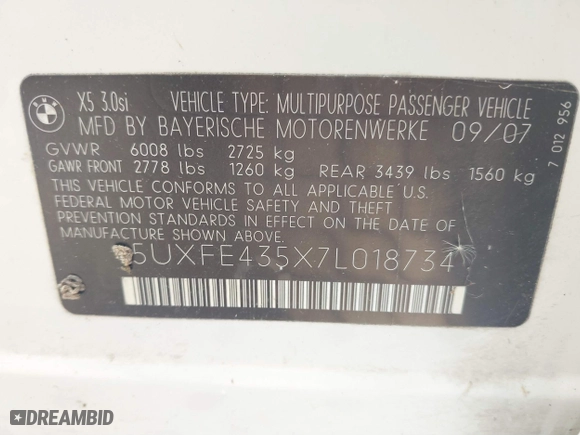 BMW
X5 3.0si VEHICLE TYPE: MULTIPURPOSE PASSENGER VEHICLE
MFD BY BAYERISCHE MOTORENWERKE 09/07
GVWR 6008 lbs 2725 kg
GAWR FRONT 2778 lbs 1260 kg REAR 3439 lbs 1560 kg
THIS VEHICLE CONFORMS TO ALL APPLICABLE U.S.
FEDERAL MOTOR VEHICLE SAFETY AND THEFT
PREVENTION STANDARDS IN EFFECT ON THE DATE OF
MANUFACTURE SHOWN ABOVE.
5UXFE435X7L018734
7 012 956
DREAMBID